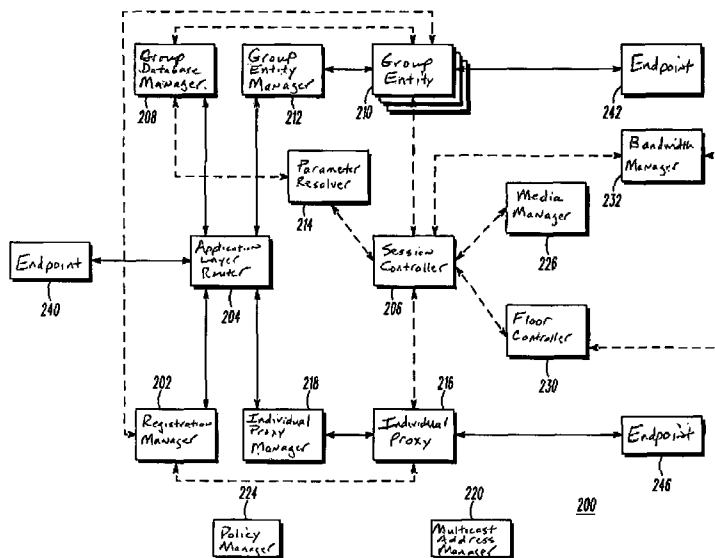 Group
Database
Manager.
208
Group
Entity
Manager
212
Group
Entity
210
Endpoint
242
Bandwidth
Manager
232
Parameter
Resolver
214
Media
Manager
226
Endpoint
240
Application
Layer
Router
204
Session
Controller
206
Floor
Controller
230
202
Registration
Manager
218
Individual
Proxy
Manager
216
Individual
Proxy
Endpoint
246
224
Policy
Manager
220
Multicast
Address
Manager
200